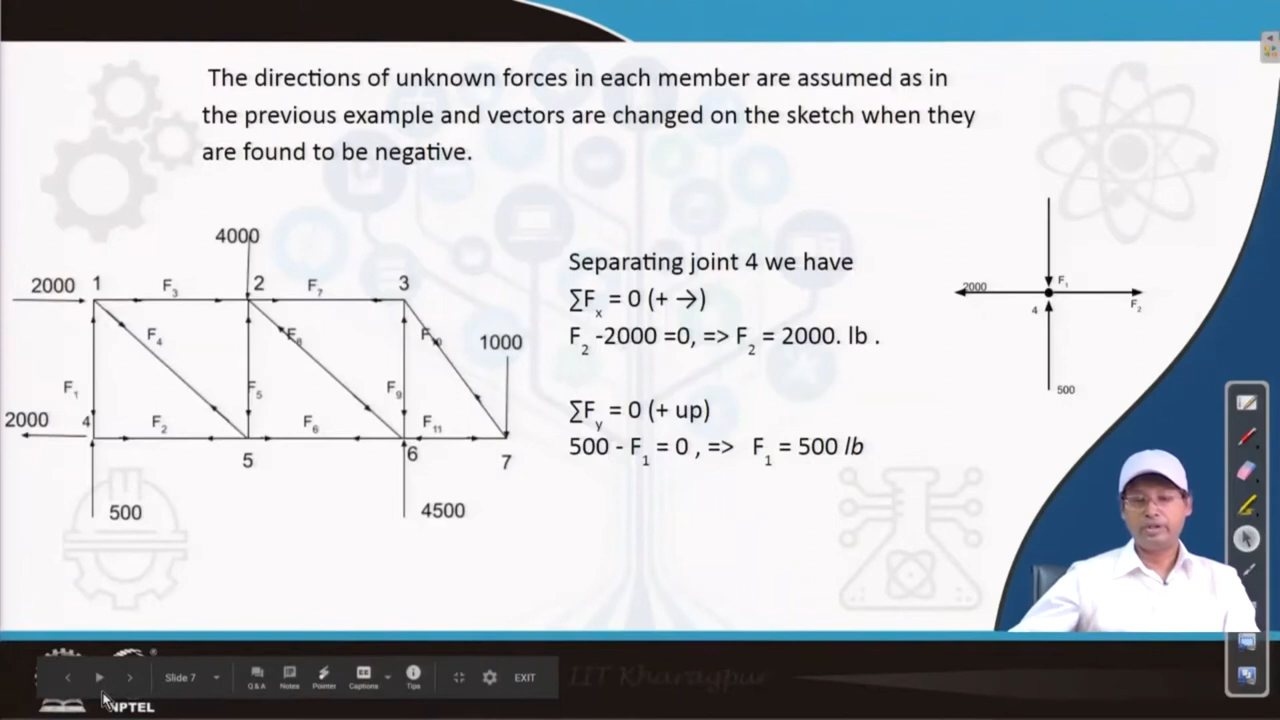 The directions of unknown forces in each member are assumed as in
the previous example and vectors are changed on the sketch when they
are found to be negative.
4000
2000 1 F3 2 F7 3
F4
1000
F1 F5 F9
2000 4 F2 F6 6 F11
5 7
500 4500
Separating joint 4 we have
∑Fx = 0 (+ →)
F2 -2000 =0, => F2 = 2000. lb .
∑Fy = 0 (+ up)
500 - F1 = 0 , => F1 = 500 lb
2000 F1
4 F2
500
Slide 7
Q & A Notes Pointer Captions Tips EXIT
IIT Kharagpur
NPTEL